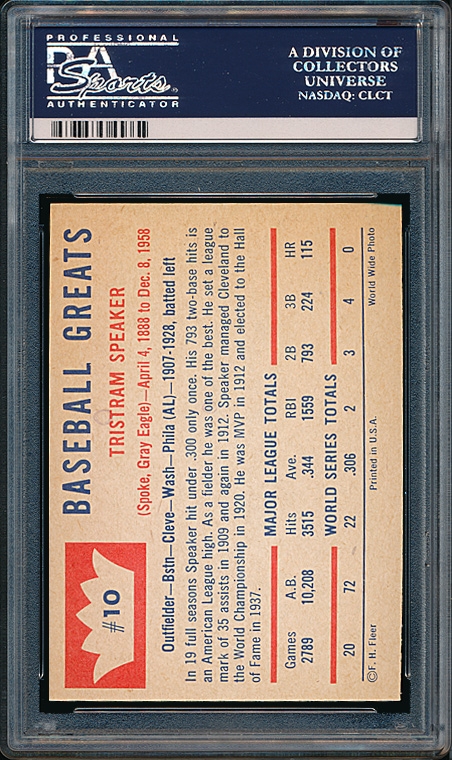 PROFESSIONAL
PSA
Sports
AUTHENTICATOR
A DIVISION OF
COLLECTORS
UNIVERSE
NASDAQ: CLCT
#10
BASEBALL GREATS
TRISTRAM SPEAKER
(Spoke, Gray Eagle)—April 4, 1888 to Dec. 8, 1958
Outfielder—Bstn—Cleve—Wash—Phila (AL)—1907-1928, batted left
In 19 full seasons Speaker hit under .300 only once. His 793 two-base hits is
an American League high. As a fielder he was one of the best. He set a league
mark of 35 assists in 1909 and again in 1912. Speaker managed Cleveland to
the World Championship in 1920. He was MVP in 1912 and elected to the Hall
of Fame in 1937.
MAJOR LEAGUE TOTALS
Games A.B. Hits Ave. RBI 2B 3B HR
2789 10,208 3515 .344 1559 793 224 115
WORLD SERIES TOTALS
20 72 22 .306 2 3 4 0
©F. H. Fleer Printed in U.S.A. World Wide Photo